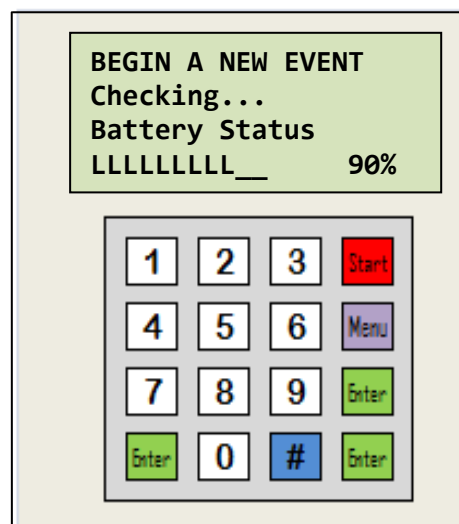 BEGIN A NEW EVENT
Checking...
Battery Status
LLLLLLLLL__ 90%
1 2 3 Start
4 5 6 Menu
7 8 9 Enter
Enter 0 # Enter